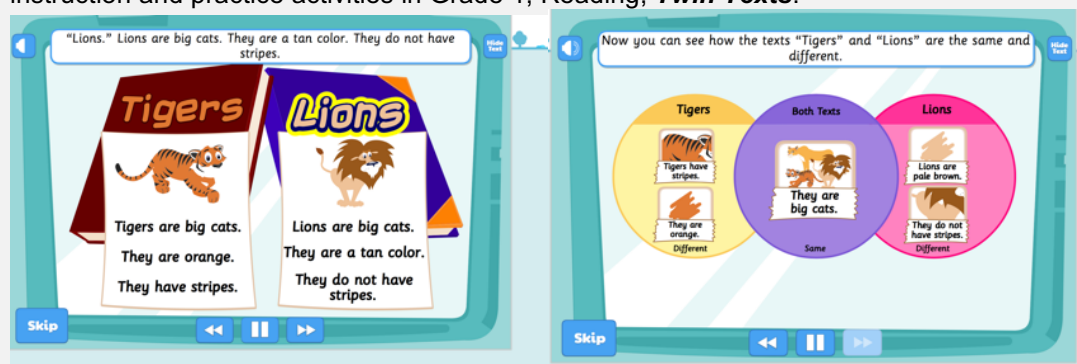 instruction and practice activities in Grade 1, Reading, Twin Texts.
"Lions." Lions are big cats. They are a tan color. They do not have
stripes.
Hide
Text
Tigers
Lions
Tigers are big cats.
They are orange.
They have stripes.
Lions are big cats.
They are a tan color.
They do not have
stripes.
Skip
Now you can see how the texts "Tigers" and "Lions" are the same and
different.
Hide
Text
Tigers
Both Texts
Lions
Tigers have
stripes.
They are
orange.
Different
They are
big cats.
Same
Lions are
pale brown.
They do not
have stripes.
Different
Skip